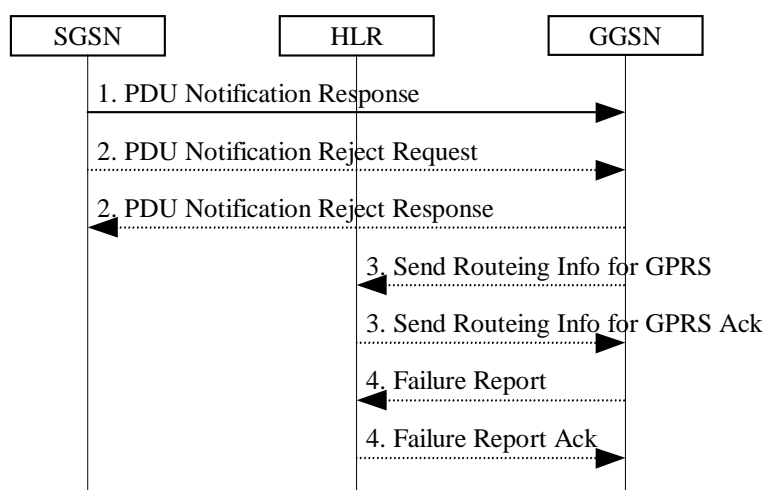 SGSN
HLR
GGSN
1. PDU Notification Response
2. PDU Notification Reject Request
2. PDU Notification Reject Response
3. Send Routeing Info for GPRS
3. Send Routeing Info for GPRS Ack
4. Failure Report
4. Failure Report Ack